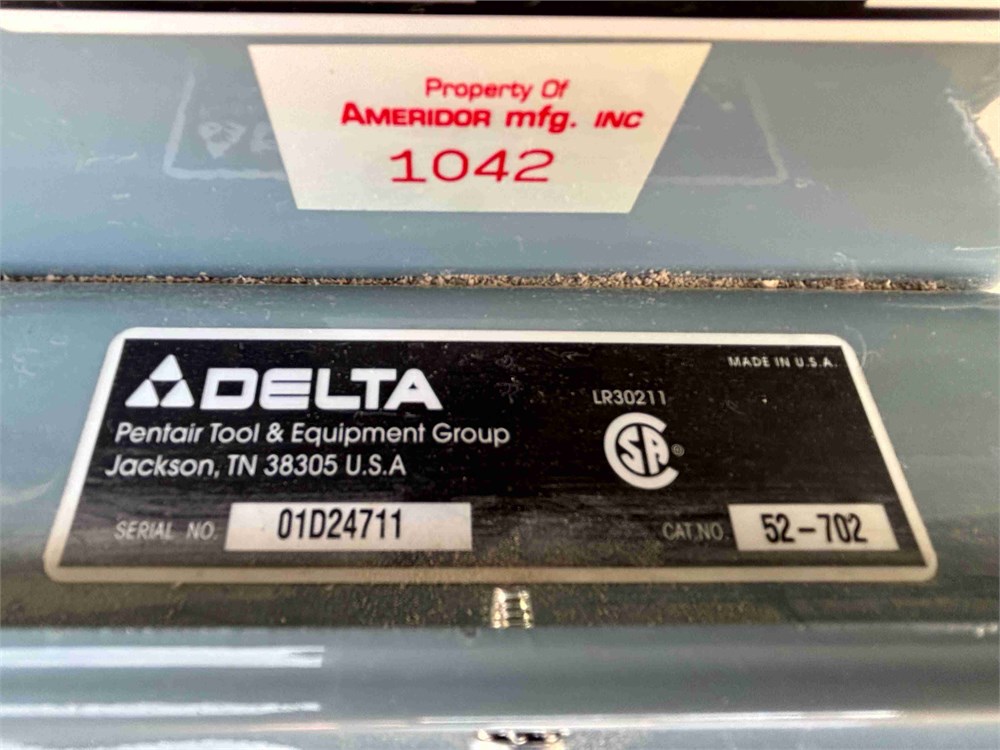 Property Of
AMERIDOR mfg. INC
1042
DELTA
MADE IN U.S.A.
Pentair Tool & Equipment Group
Jackson, TN 38305 U.S.A
LR30211
SA®
SERIAL NO. 01D24711
CAT.NO. 52-702